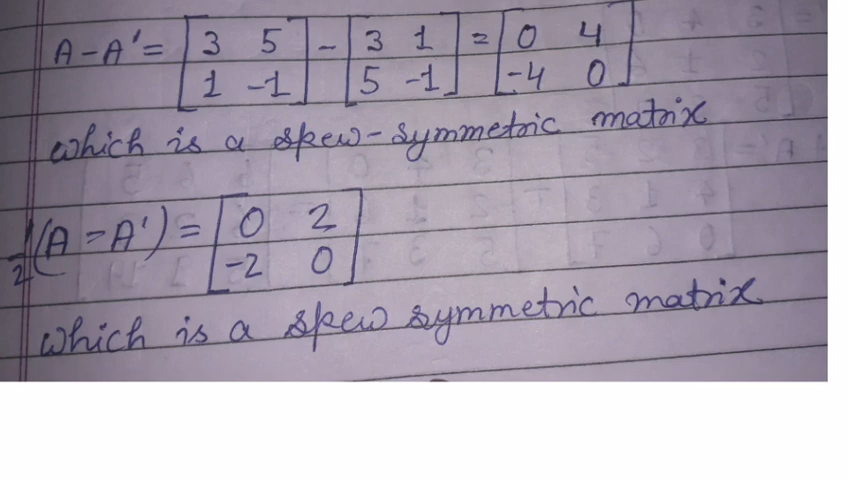 A-A' = [3 5 1 -1] - [3 1 5 -1] = [0 4 -4 0]
which is a skew-symmetric matrix
1/2(A-A') = [0 2 -2 0]
which is a skew symmetric matrix